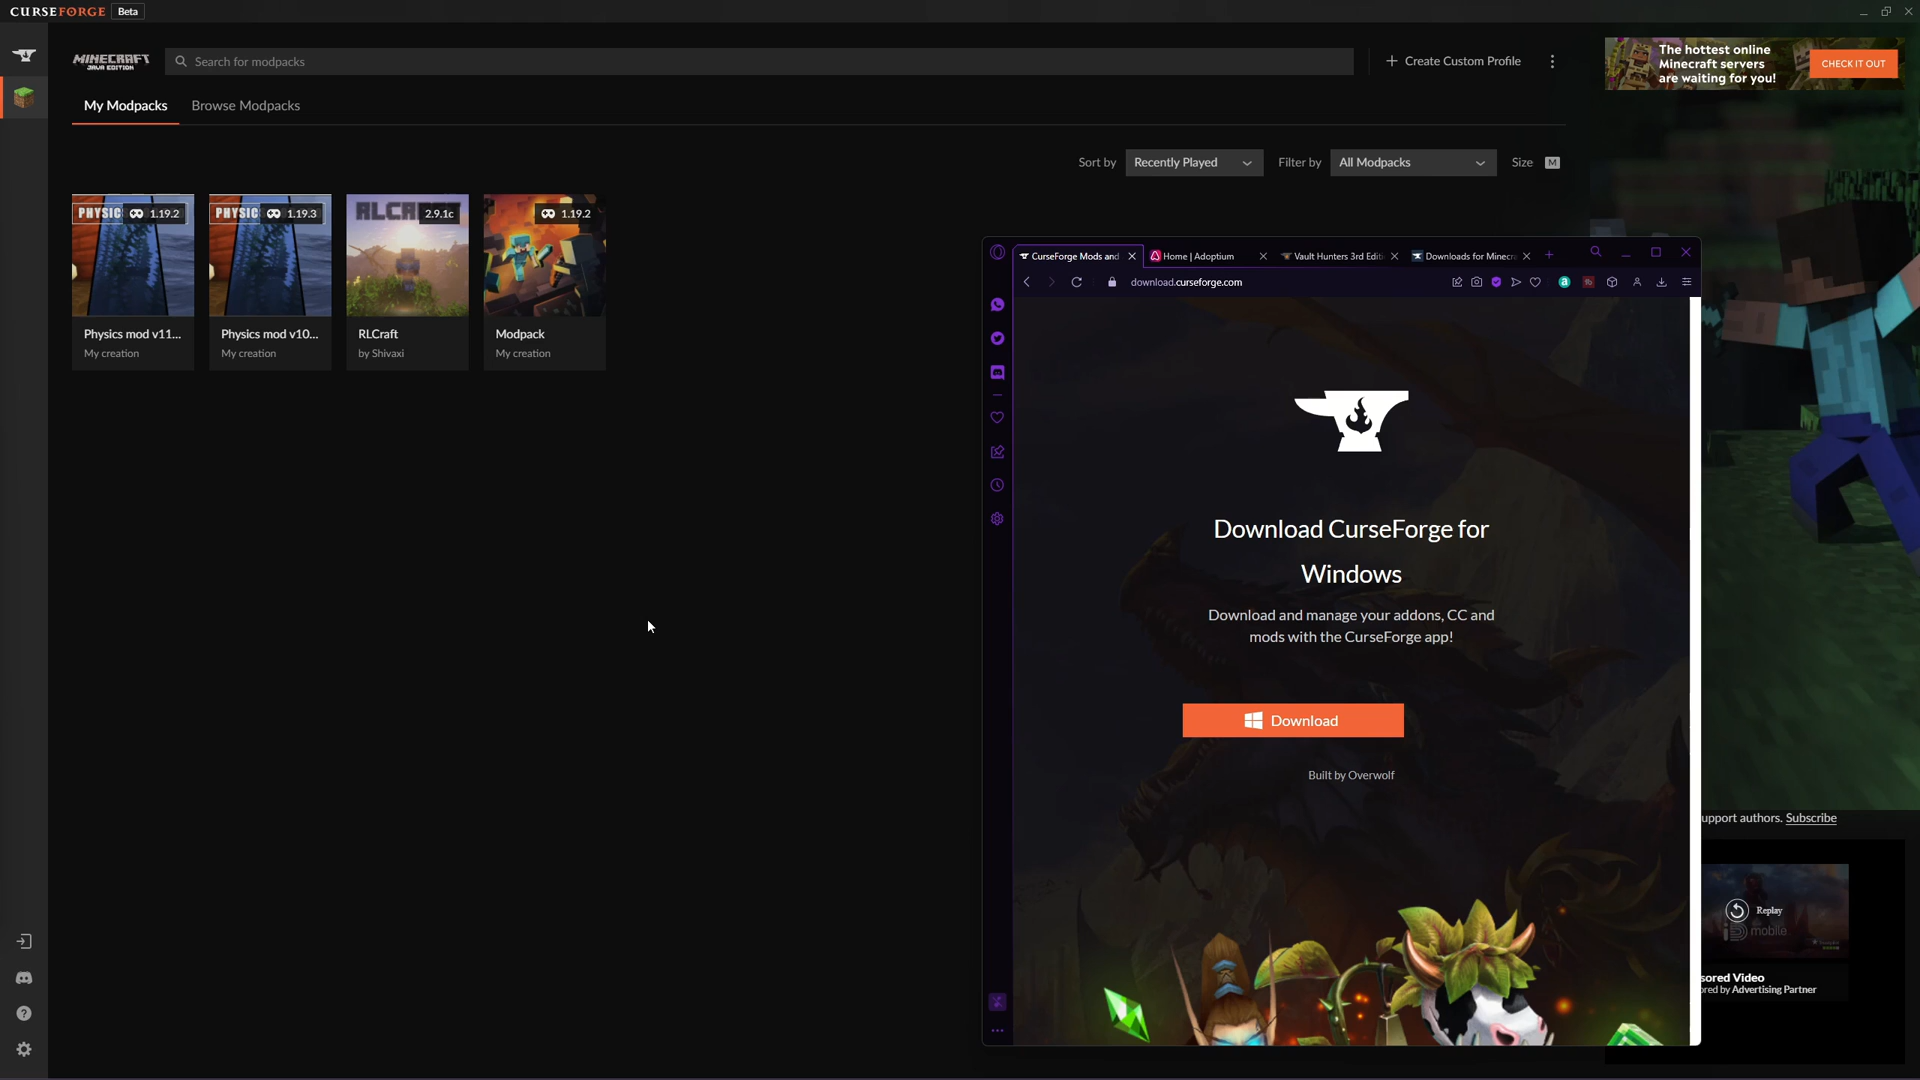 CURSEFORGE Beta
MINECRAFT
JAVA EDITION
Search for modpacks
Create Custom Profile
The hottest online
Minecraft servers
are waiting for you!
CHECK IT OUT
My Modpacks
Browse Modpacks
Sort by
Recently Played
Filter by
All Modpacks
Size
M
PHYSIC
1.19.2
PHYSIC
1.19.3
2.9.1c
1.19.2
Physics mod v11...
My creation
Physics mod v10...
My creation
RLCraft
by Shivaxi
Modpack
My creation
CurseForge Mods and
Home | Adoptium
Vault Hunters 3rd Editi
Downloads for Minecr
download.curseforge.com
Download CurseForge for
Windows
Download and manage your addons, CC and
mods with the CurseForge app!
Download
Built by Overwolf
upport authors. Subscribe
Replay
iD mobile
sored Video
ored by Advertising Partner